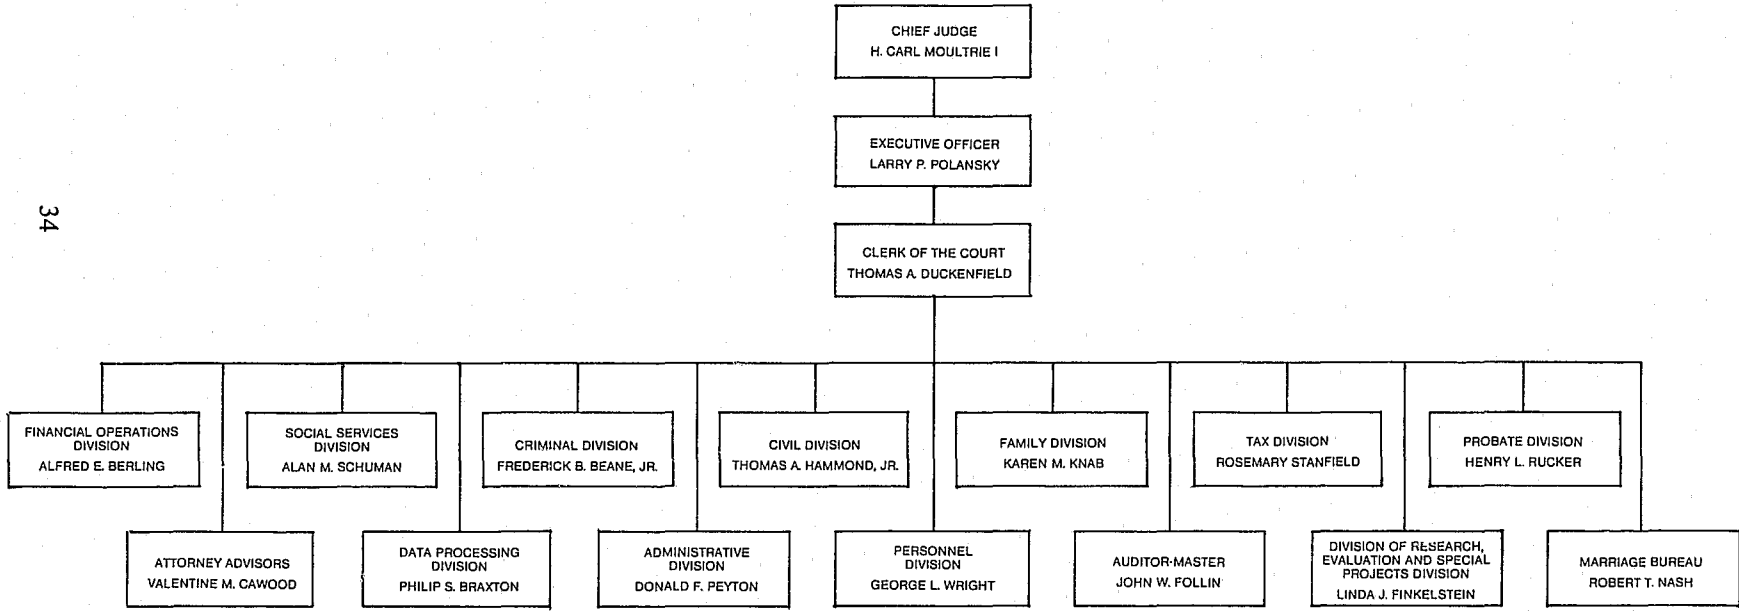 CHIEF JUDGE
H. CARL MOULTRIE I
EXECUTIVE OFFICER
LARRY P. POLANSKY
34
CLERK OF THE COURT
THOMAS A. DUCKENFIELD
FINANCIAL OPERATIONS
DIVISION
ALFRED E. BERLING
SOCIAL SERVICES
DIVISION
ALAN M. SCHUMAN
CRIMINAL DIVISION
FREDERICK B. BEANE, JR.
CIVIL DIVISION
THOMAS A. HAMMOND, JR.
FAMILY DIVISION
KAREN M. KNAB
TAX DIVISION
ROSEMARY STANFIELD
PROBATE DIVISION
HENRY L. RUCKER
ATTORNEY ADVISORS
VALENTINE M. CAWOOD
DATA PROCESSING
DIVISION
PHILIP S. BRAXTON
ADMINISTRATIVE
DIVISION
DONALD F. PEYTON
PERSONNEL
DIVISION
GEORGE L. WRIGHT
AUDITOR-MASTER
JOHN W. FOLLIN
DIVISION OF RESEARCH,
EVALUATION AND SPECIAL
PROJECTS DIVISION
LINDA J. FINKELSTEIN
MARRIAGE BUREAU
ROBERT T. NASH